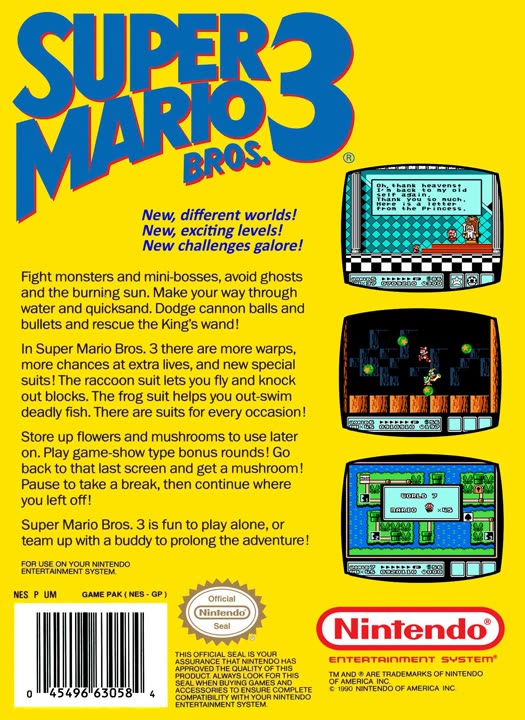 SUPER
MARIO
BROS. 3 ®
Oh, thank heavens!
I'm back to my old
self again.
Thank you so much.
Here is a letter
from the Princess.
New, different worlds!
New, exciting levels!
New challenges galore!
Fight monsters and mini-bosses, avoid ghosts
and the burning sun. Make your way through
water and quicksand. Dodge cannon balls and
bullets and rescue the King's wand!
In Super Mario Bros. 3 there are more warps,
more chances at extra lives, and new special
suits! The raccoon suit lets you fly and knock
out blocks. The frog suit helps you out-swim
deadly fish. There are suits for every occasion!
Store up flowers and mushrooms to use later
on. Play game-show type bonus rounds! Go
back to that last screen and get a mushroom!
Pause to take a break, then continue where
you left off!
Super Mario Bros. 3 is fun to play alone, or
team up with a buddy to prolong the adventure!
WORLD 7
MARIO ×45
FOR USE ON YOUR NINTENDO
ENTERTAINMENT SYSTEM.
NES P UM GAME PAK ( NES - GP )
0 45496 63058 4
Official
Nintendo
Seal
THIS OFFICIAL SEAL IS YOUR
ASSURANCE THAT NINTENDO HAS
APPROVED THE QUALITY OF THIS
PRODUCT. ALWAYS LOOK FOR THIS
SEAL WHEN BUYING GAMES AND
ACCESSORIES TO ENSURE COMPLETE
COMPATIBILITY WITH YOUR NINTENDO
ENTERTAINMENT SYSTEM.
Nintendo®
ENTERTAINMENT SYSTEM®
TM AND ® ARE TRADEMARKS OF NINTENDO
OF AMERICA INC.
© 1990 NINTENDO OF AMERICA INC.